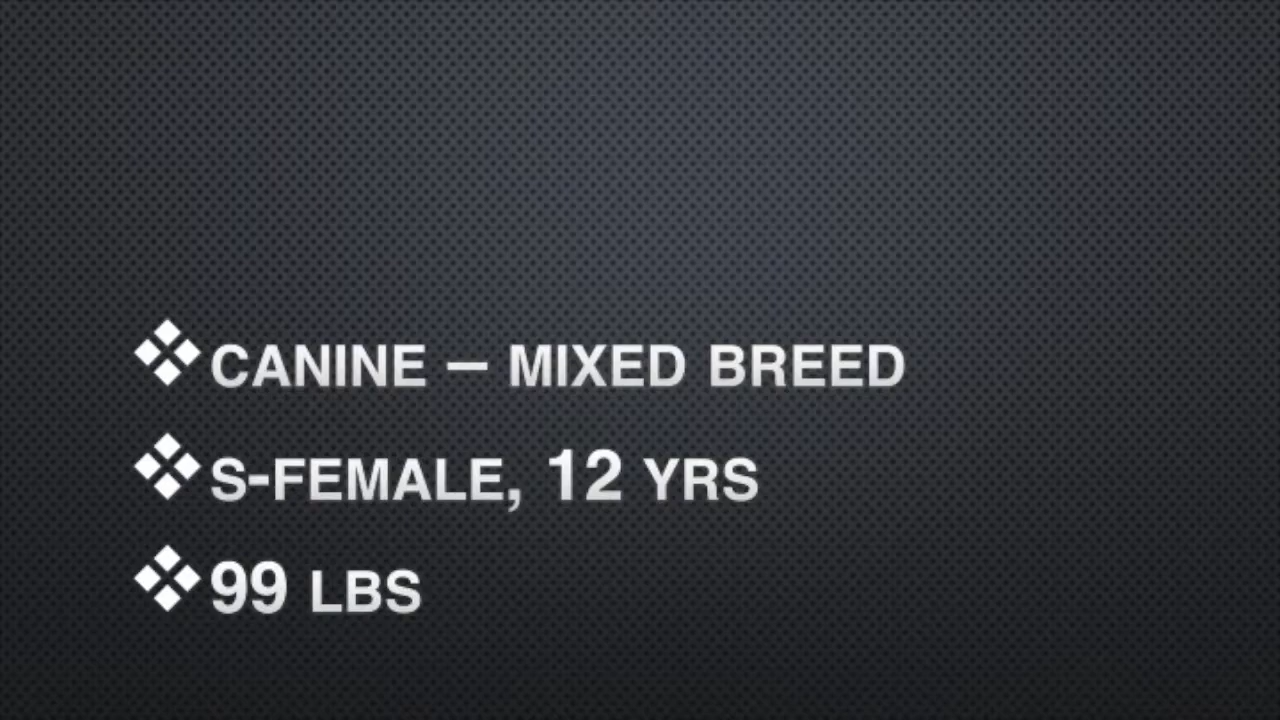 ❖CANINE – MIXED BREED
❖S-FEMALE, 12 YRS
❖99 LBS